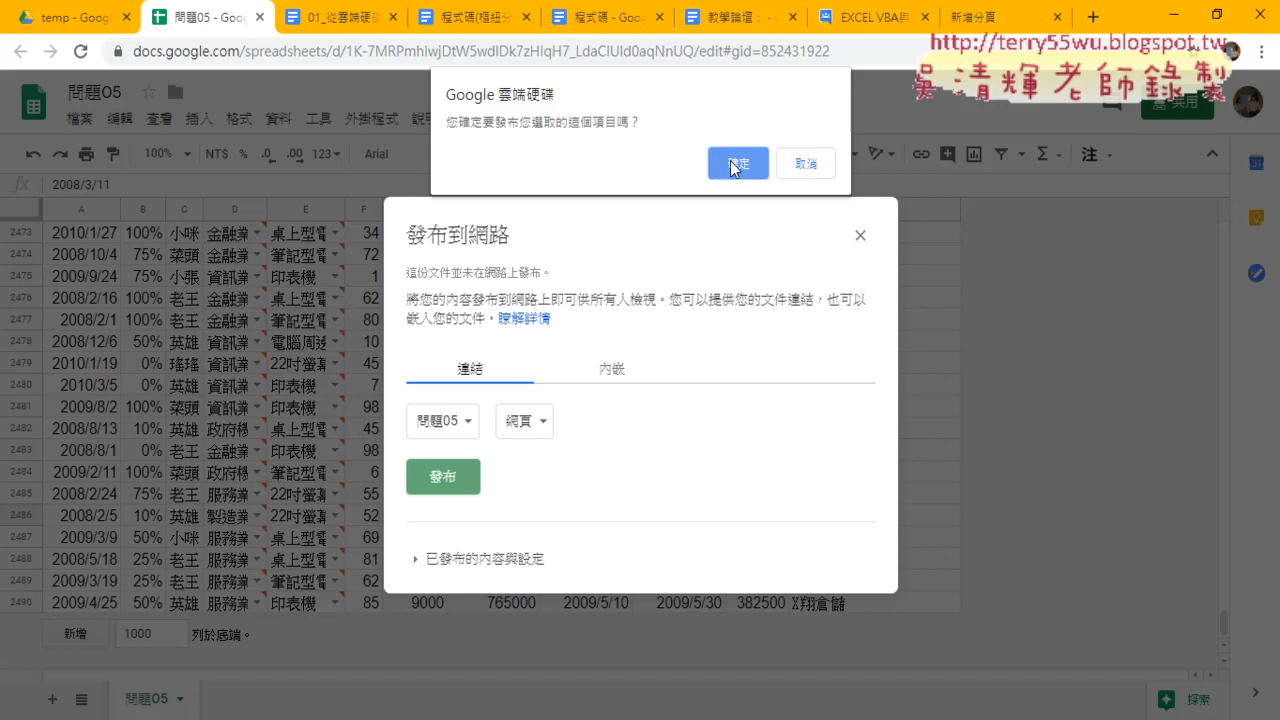 temp - Googl
問題05 - Goo
01_從雲端硬碟
程式碼(樞紐分
程式碼 - Goo
教學論壇： - G
EXCEL VBA與
新增分頁
docs.google.com/spreadsheets/d/1K-7MRPmhlwjDtW5wdIDk7zHIqH7_LdaClUId0aqNnUQ/edit#gid=852431922
http://terry55wu.blogspot.tw
吳清輝老師錄製
問題05
檔案 編輯 查看 插入 格式 資料 工具 外掛程式
共用
Google 雲端硬碟
您確定要發布您選取的這個項目嗎？
確定
取消
100% NT$ % .0 .00 123 Arial
注
fx 2008/3/11
A B C D E F
2473 2010/1/27 100% 小咪 金融業 桌上型電 34
2474 2008/10/4 75% 菜頭 金融業 筆記型電 72
2475 2009/9/24 75% 小張 資訊業 印表機 1
2476 2008/2/16 100% 老王 金融業 桌上型電 62
2477 2008/2/1 100% 老王 金融業 筆記型電 80
2478 2008/12/6 50% 老王 資訊業 電腦周邊 10
2479 2010/1/19 0% 瑤瑤 資訊業 22吋螢幕 45
2480 2010/3/5 0% 英雄 資訊業 印表機 7
2481 2009/8/2 100% 菜頭 資訊業 印表機 98
2482 2008/8/13 10% 英雄 政府機 桌上型電 45
2483 2008/8/1 0% 老王 金融業 印表機 98
2484 2009/2/11 100% 菜頭 政府機 筆記型電 6
2485 2008/2/24 75% 老王 服務業 22吋螢幕 55
2486 2008/2/5 10% 英雄 製造業 22吋螢幕 52
2487 2009/3/9 50% 小咪 服務業 桌上型電 69
2488 2008/5/18 25% 老王 服務業 桌上型電 81
2489 2009/3/19 25% 老王 服務業 筆記型電 62
2490 2009/4/25 50% 英雄 服務業 印表機 85 9000 765000 2009/5/10 2009/5/30 382500
發布到網路
這份文件並未在網路上發布。
將您的內容發布到網路上即可供所有人檢視。您可以提供您的文件連結，也可以
嵌入您的文件。瞭解詳情
連結
內嵌
問題05
網頁
發布
已發布的內容與設定
新增 1000 列於底端。
問題05
探索